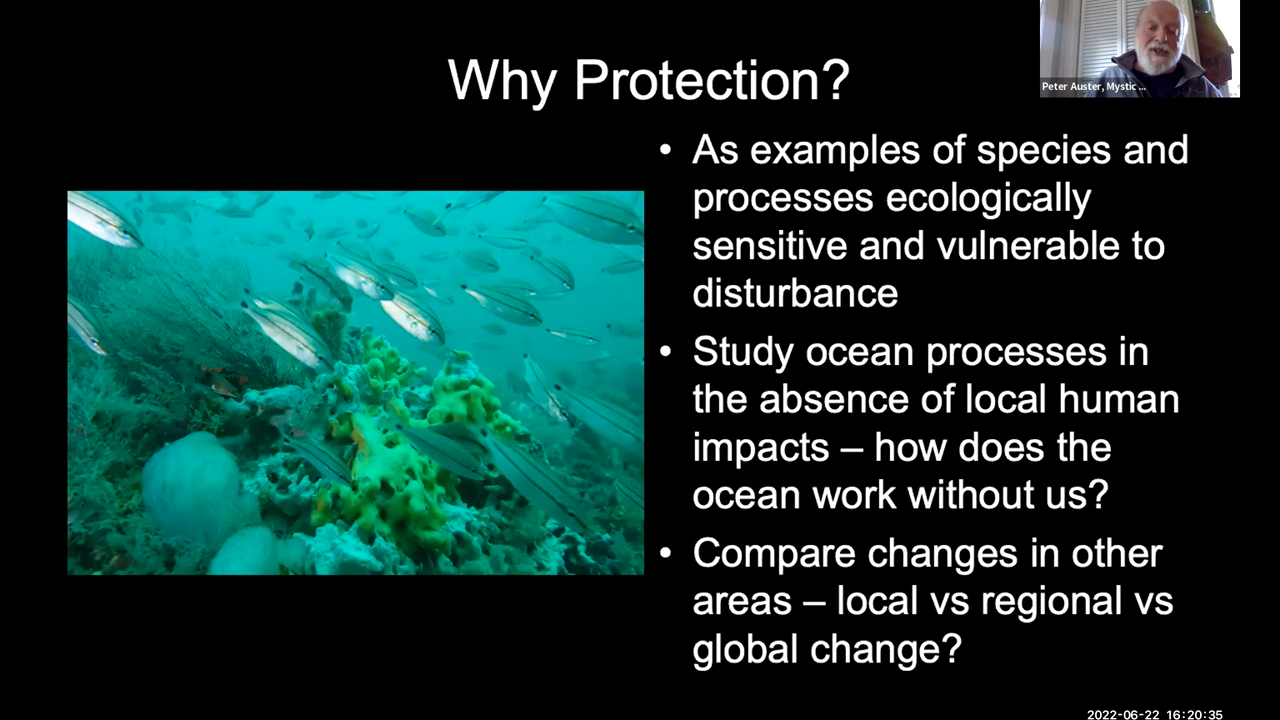 Why Protection?
Peter Auster, Mystic ...
• As examples of species and
processes ecologically
sensitive and vulnerable to
disturbance
• Study ocean processes in
the absence of local human
impacts – how does the
ocean work without us?
• Compare changes in other
areas – local vs regional vs
global change?
2022-06-22 16:20:35